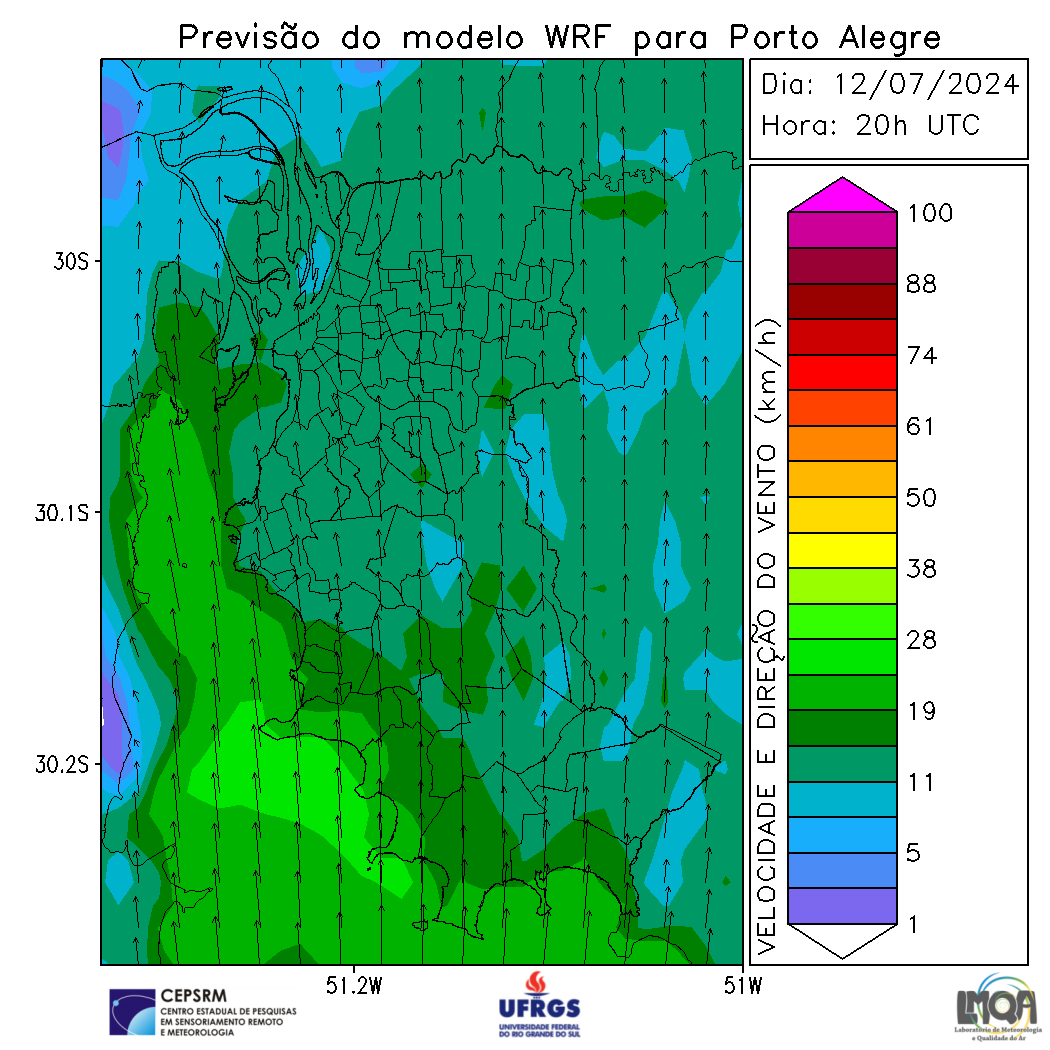 Previsão do modelo WRF para Porto Alegre
Dia: 12/07/2024
Hora: 20h UTC
30S
30.1S
30.2S
51.2W
51W
VELOCIDADE E DIREÇÃO DO VENTO (km/h)
100
88
74
61
50
38
28
19
11
5
1
CEPSRM
CENTRO ESTADUAL DE PESQUISAS
EM SENSORIAMENTO REMOTO
E METEOROLOGIA
UFRGS
UNIVERSIDADE FEDERAL
DO RIO GRANDE DO SUL
LMQA
Laboratório de Meteorologia
e Qualidade do Ar